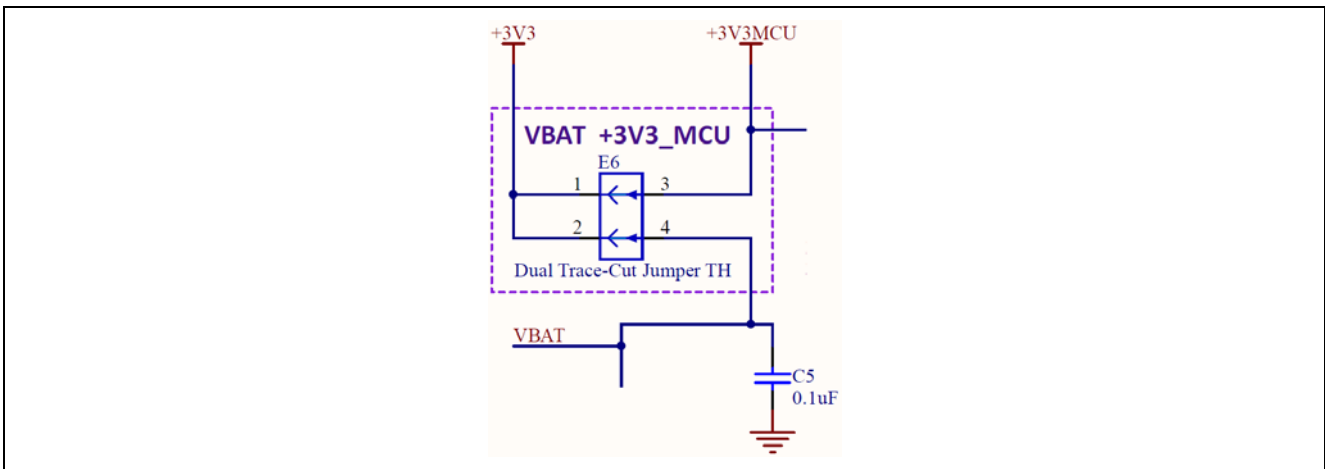 +3V3 +3V3MCU
VBAT +3V3_MCU
E6
1 3
2 4
Dual Trace-Cut Jumper TH
VBAT
C5
0.1uF